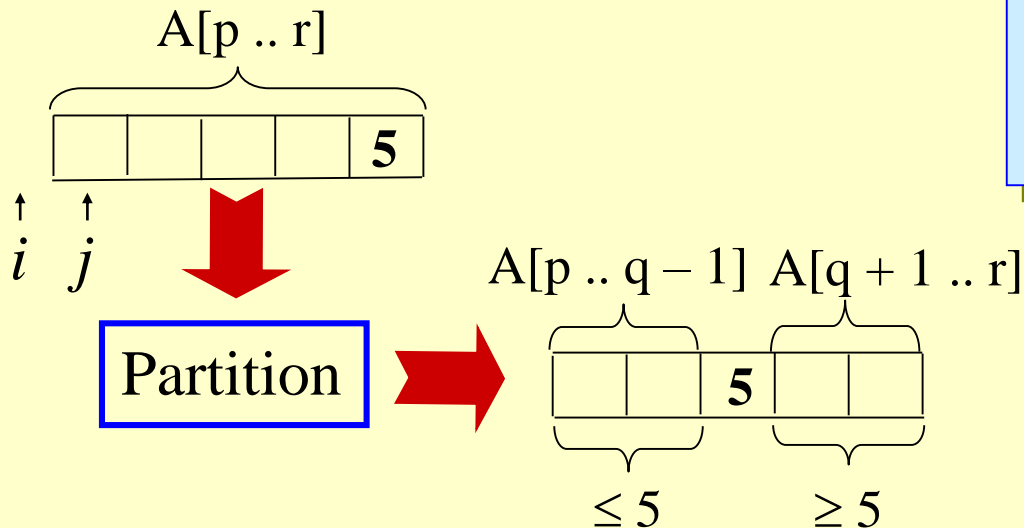 A[p .. r]
5
i j
A[p .. q – 1] A[q + 1 .. r]
Partition
5
≤ 5 ≥ 5